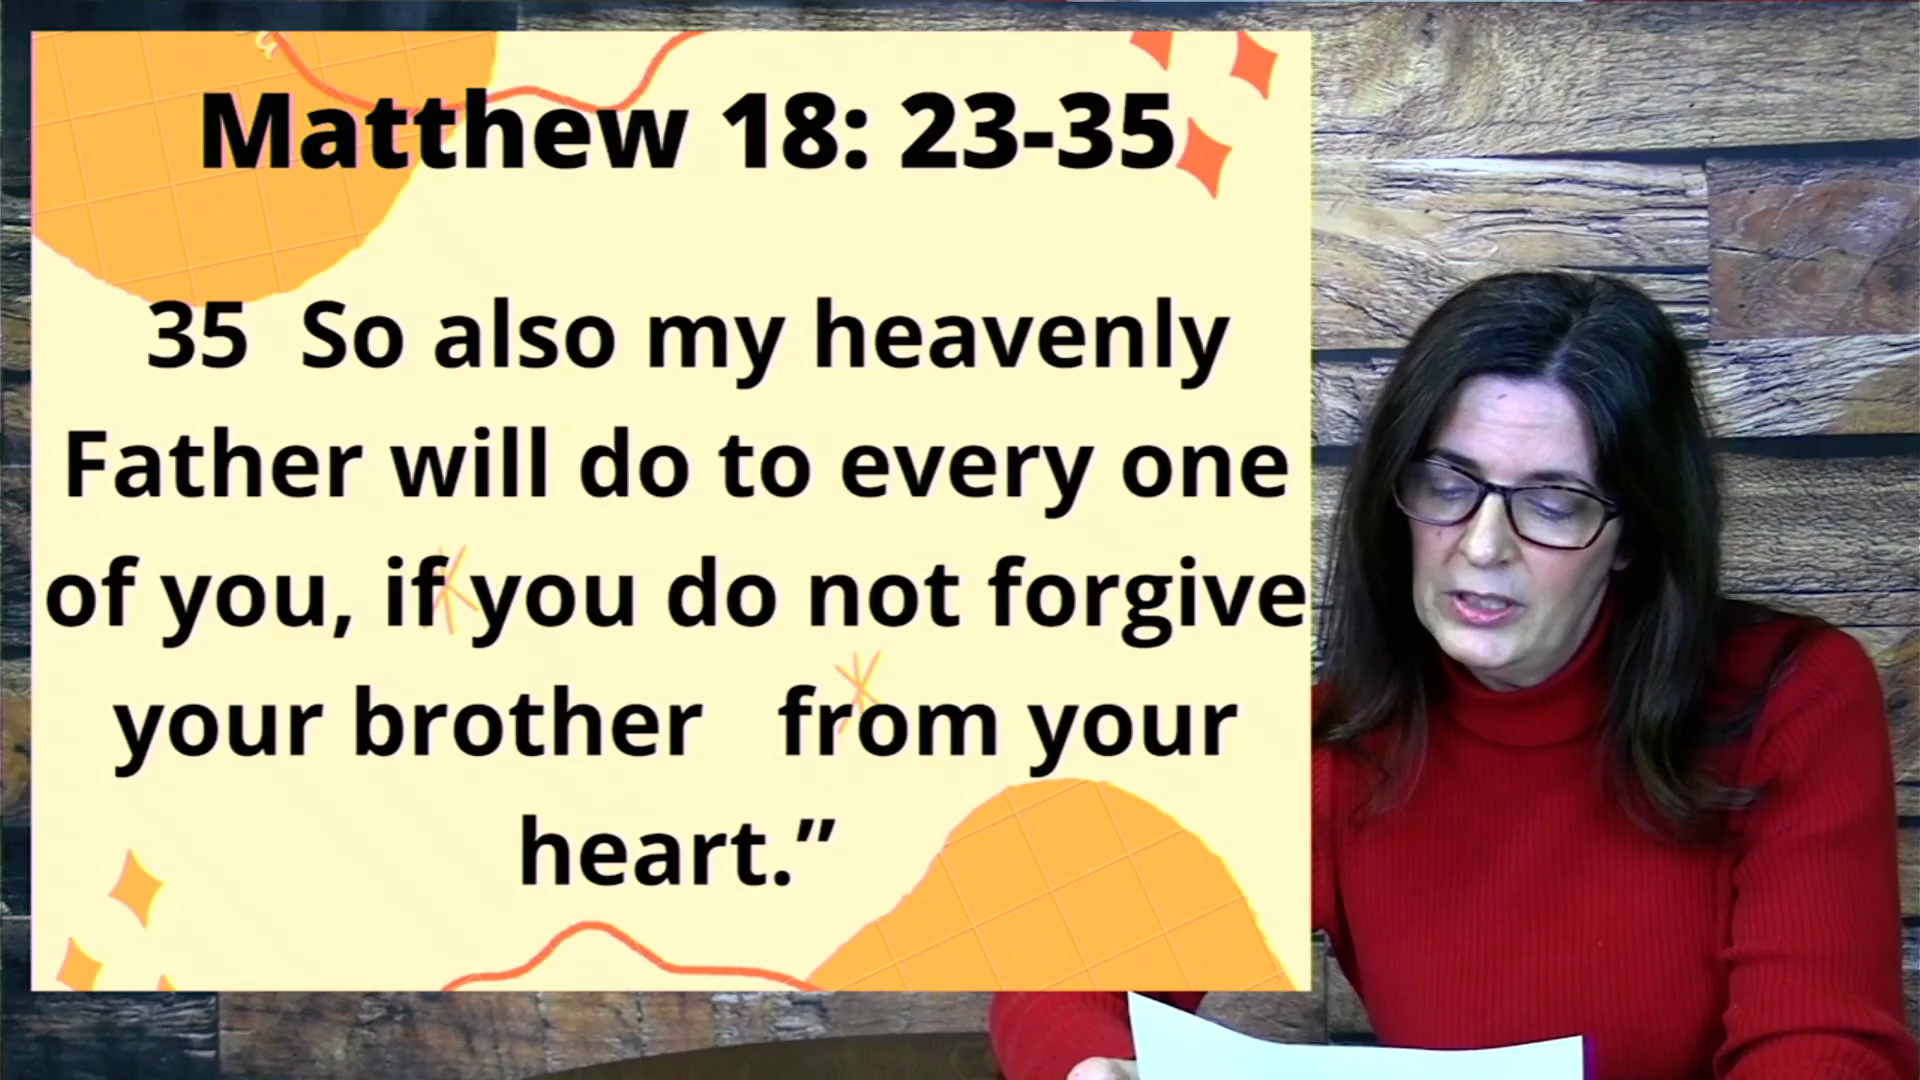 Matthew 18: 23-35
35 So also my heavenly
Father will do to every one
of you, if you do not forgive
your brother from your
heart.”